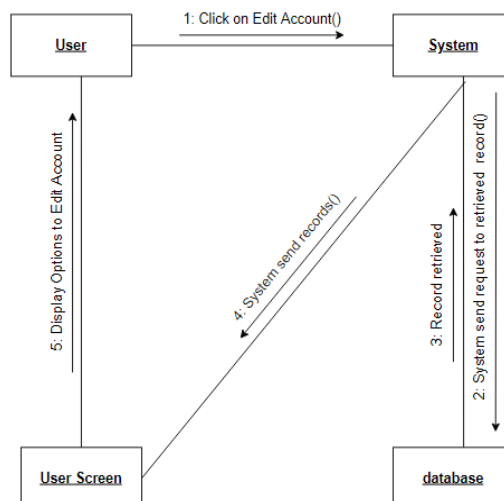 1: Click on Edit Account()
User
System
5: Display Options to Edit Account
4: System send records()
3: Record retrieved
2: System send request to retrieved record()
User Screen
database